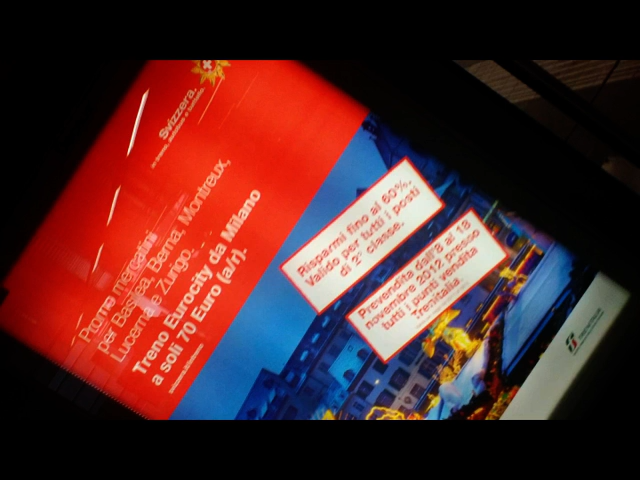 Svizzera.
Promo mercatini
per Basilea, Berna, Montreux,
Lucerna e Zurigo.
Treno Eurocity da Milano
a soli 70 Euro (a/r).
Risparmi fino al 60%.
Valido per tutti i posti
di 2° classe.
Prevendita dall'8 al 18
novembre 2012 presso
tutti i punti vendita
Trenitalia